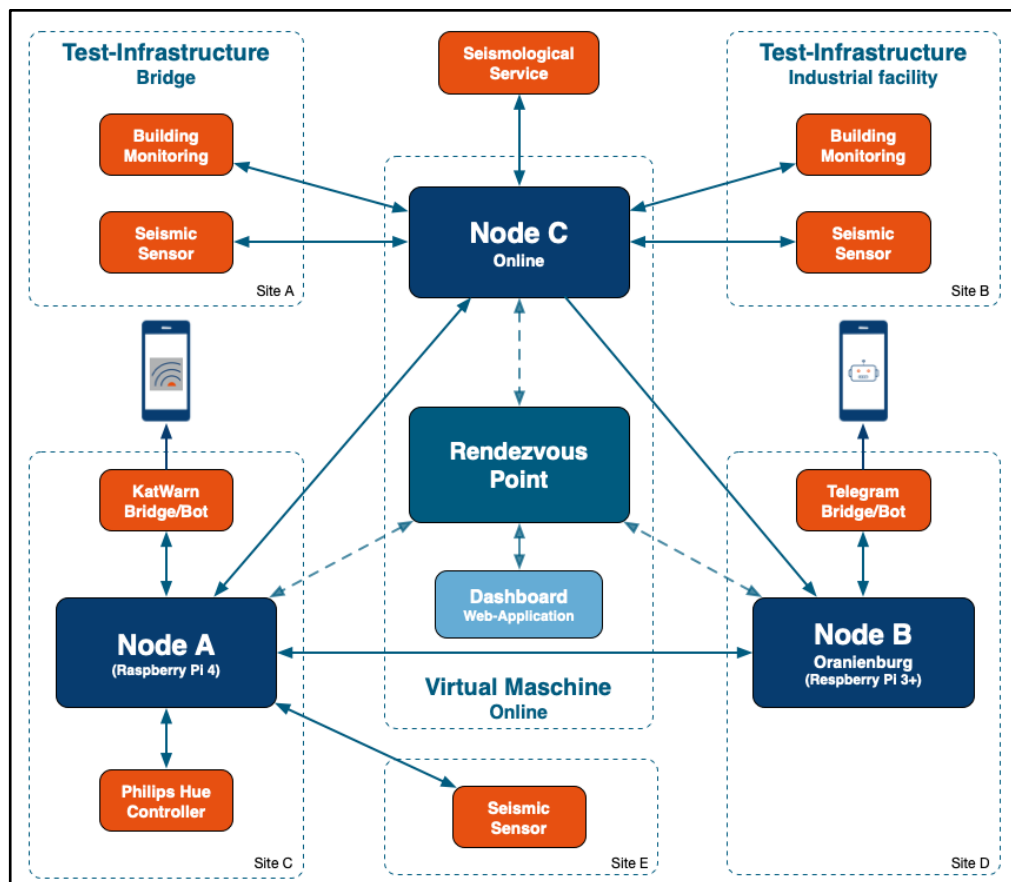 Test-Infrastructure
Bridge
Building
Monitoring
Seismic
Sensor
Site A
Seismological
Service
Test-Infrastructure
Industrial facility
Building
Monitoring
Seismic
Sensor
Site B
Node C
Online
Rendezvous
Point
Dashboard
Web-Application
Virtual Maschine
Online
KatWarn
Bridge/Bot
Node A
(Raspberry Pi 4)
Philips Hue
Controller
Site C
Seismic
Sensor
Site E
Telegram
Bridge/Bot
Node B
Oranienburg
(Respberry Pi 3+)
Site D